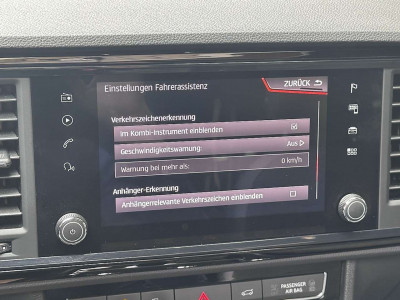 Einstellungen Fahrerassistenz
ZURÜCK
Verkehrszeichenerkennung
Im Kombi-Instrument einblenden
Geschwindigkeitswarnung:
Aus
Warnung bei mehr als:
0 km/h
Anhänger-Erkennung
Anhängerrelevante Verkehrszeichen einblenden
PASSENGER
AIR BAG